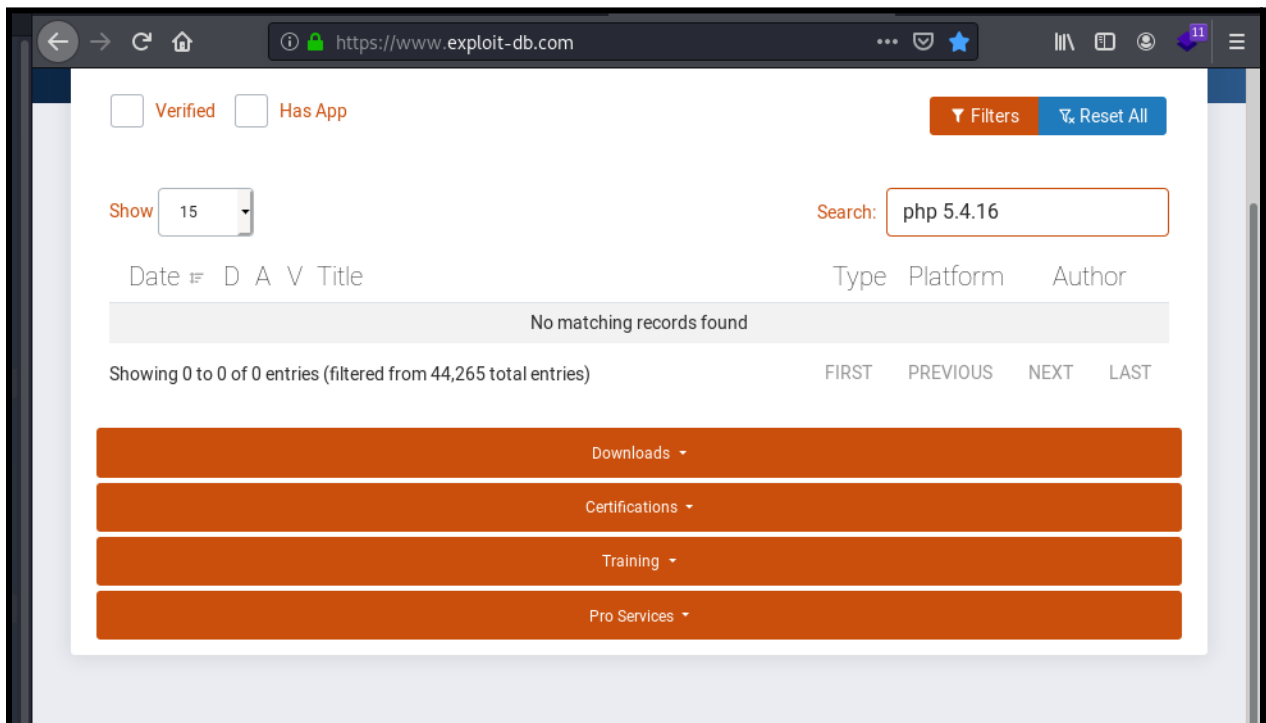 https://www.exploit-db.com
11
Verified Has App
Filters Reset All
Show 15 Search: php 5.4.16
Date D A V Title Type Platform Author
No matching records found
Showing 0 to 0 of 0 entries (filtered from 44,265 total entries) FIRST PREVIOUS NEXT LAST
Downloads
Certifications
Training
Pro Services